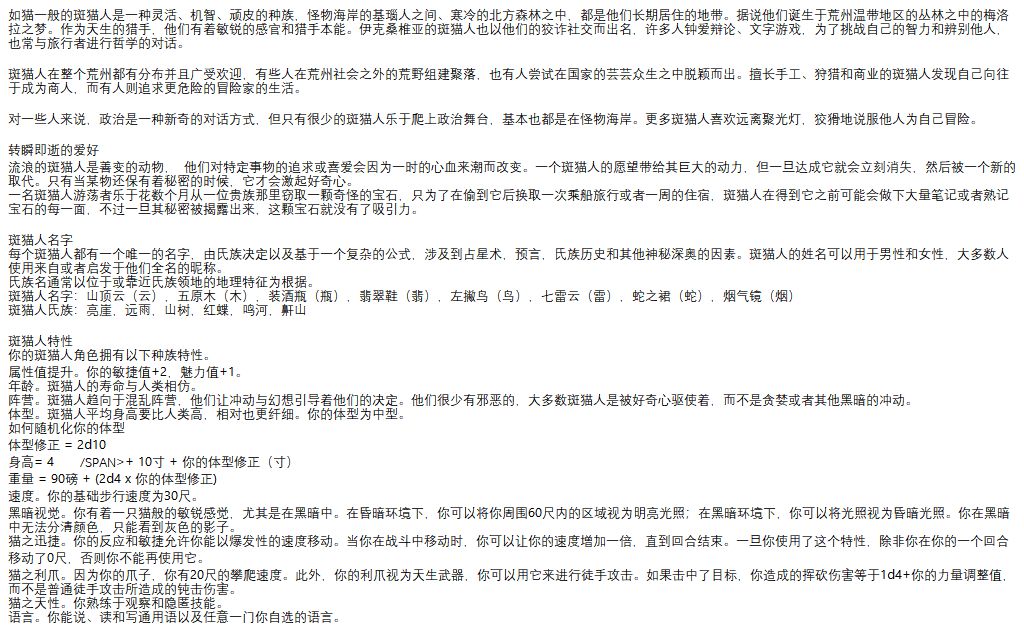 如猫一般的斑猫人是一种灵活、机智、顽皮的种族，怪物海岸的基瑙人之间、寒冷的北方森林之中，都是他们长期居住的地带。据说他们诞生于荒州温带地区的丛林之中的梅洛
拉之梦。作为天生的猎手，他们有着敏锐的感官和猎手本能。伊克桑椎亚的斑猫人也以他们的狡诈社交而出名，许多人钟爱辩论、文字游戏，为了挑战自己的智力和辨别他人，
也常与旅行者进行哲学的对话。
斑猫人在整个荒州都有分布并且广受欢迎，有些人在荒州社会之外的荒野组建聚落，也有人尝试在国家的芸芸众生之中脱颖而出。擅长手工、狩猎和商业的斑猫人发现自己向往
于成为商人，而有人则追求更危险的冒险家的生活。
对一些人来说，政治是一种新奇的对话方式，但只有很少的斑猫人乐于爬上政治舞台，基本也都是在怪物海岸。更多斑猫人喜欢远离聚光灯，狡猾地说服他人为自己冒险。
转瞬即逝的爱好
流浪的斑猫人是善变的动物， 他们对特定事物的追求或喜爱会因为一时的心血来潮而改变。一个斑猫人的愿望带给其巨大的动力，但一旦达成它就会立刻消失，然后被一个新的
取代。只有当某物还保有着秘密的时候，它才会激起好奇心。
一名斑猫人游荡者乐于花数个月从一位贵族那里窃取一颗奇怪的宝石，只为了在偷到它后换取一次乘船旅行或者一周的住宿，斑猫人在得到它之前可能会做下大量笔记或者熟记
宝石的每一面，不过一旦其秘密被揭露出来，这颗宝石就没有了吸引力。
斑猫人名字
每个斑猫人都有一个唯一的名字，由氏族决定以及基于一个复杂的公式，涉及到占星术，预言，氏族历史和其他神秘深奥的因素。斑猫人的姓名可以用于男性和女性，大多数人
使用来自或者启发于他们全名的昵称。
氏族名通常以位于或靠近氏族领地的地理特征为根据。
斑猫人名字：山顶云（云），五原木（木），装酒瓶（瓶），翡翠鞋（翡），左撇鸟（鸟），七雷云（雷），蛇之裙（蛇），烟气镜（烟）
斑猫人氏族：亮崖，远雨，山树，红蝶，鸣河，鼾山
斑猫人特性
你的斑猫人角色拥有以下种族特性。
属性值提升。你的敏捷值+2，魅力值+1。
年龄。斑猫人的寿命与人类相仿。
阵营。斑猫人趋向于混乱阵营，他们让冲动与幻想引导着他们的决定。他们很少有邪恶的，大多数斑猫人是被好奇心驱使着，而不是贪婪或者其他黑暗的冲动。
体型。斑猫人平均身高要比人类高，相对也更纤细。你的体型为中型。
如何随机化你的体型
体型修正 = 2d10
身高= 4 /SPAN>+ 10寸 + 你的体型修正（寸）
重量 = 90磅 + (2d4 x 你的体型修正)
速度。你的基础步行速度为30尺。
黑暗视觉。你有着一只猫般的敏锐感觉，尤其是在黑暗中。在昏暗环境下，你可以将你周围60尺内的区域视为明亮光照；在黑暗环境下，你可以将光照视为昏暗光照。你在黑暗
中无法分清颜色，只能看到灰色的影子。
猫之迅捷。你的反应和敏捷允许你能以爆发性的速度移动。当你在战斗中移动时，你可以让你的速度增加一倍，直到回合结束。一旦你使用了这个特性，除非你在你的一个回合
移动了0尺，否则你不能再使用它。
猫之利爪。因为你的爪子，你有20尺的攀爬速度。此外，你的利爪视为天生武器，你可以用它来进行徒手攻击。如果击中了目标，你造成的挥砍伤害等于1d4+你的力量调整值，
而不是普通徒手攻击所造成的钝击伤害。
猫之天性。你熟练于观察和隐匿技能。
语言。你能说、读和写通用语以及任意一门你自选的语言。